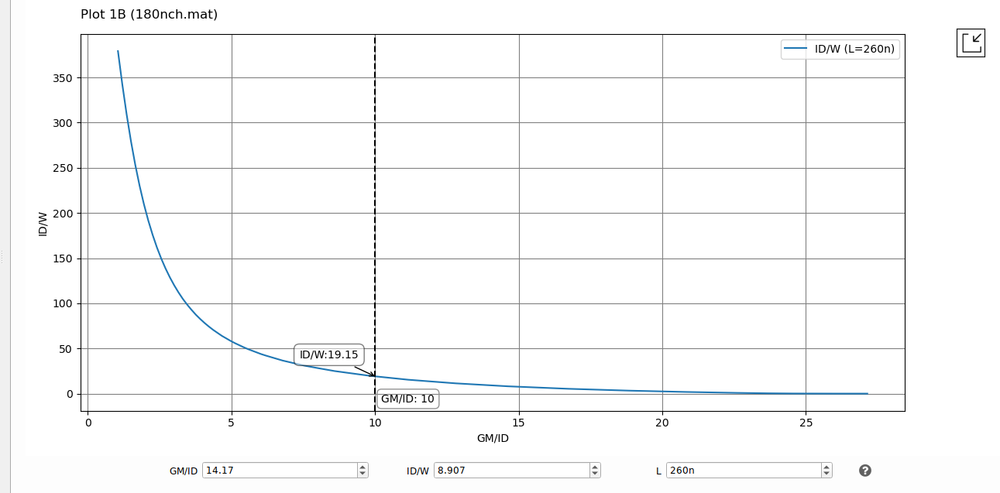 Plot 1B (180nch.mat)
ID/W (L=260n)
350
300
250
200
150
100
50
0
ID/W
ID/W:19.15
GM/ID: 10
0 5 10 15 20 25
GM/ID
GM/ID 14.17 ID/W 8.907 L 260n ?